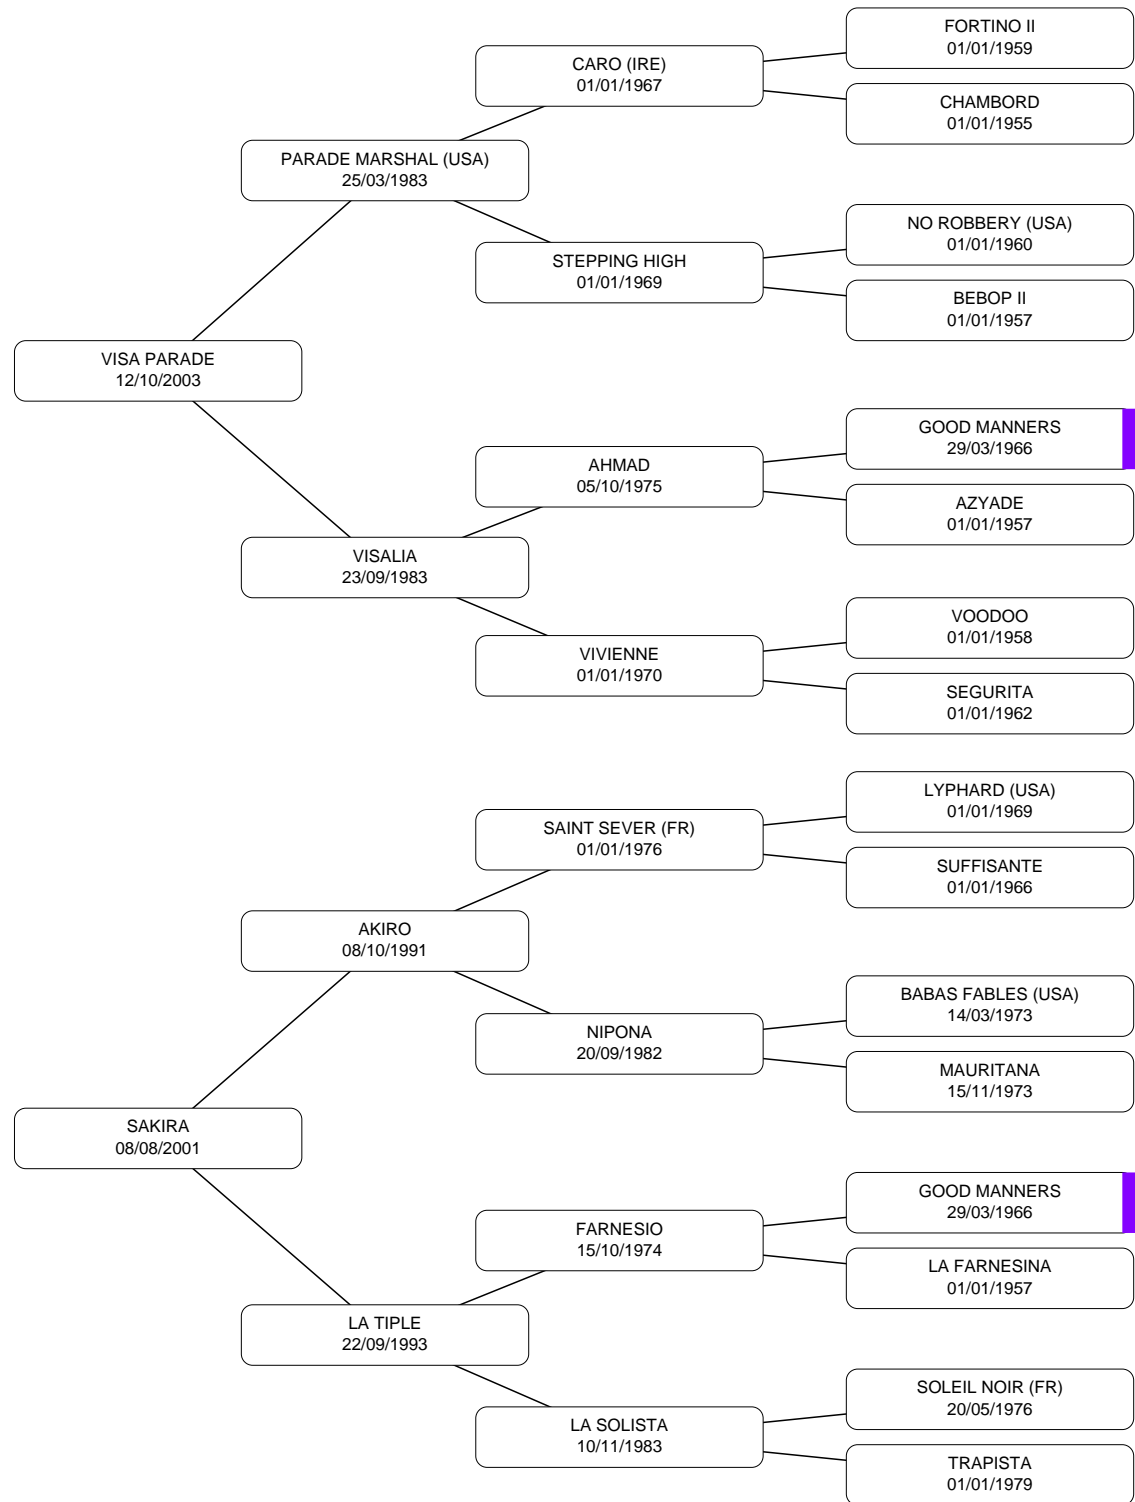 FORTINO II
01/01/1959
CARO (IRE)
01/01/1967
CHAMBORD
01/01/1955
PARADE MARSHAL (USA)
25/03/1983
NO ROBBERY (USA)
01/01/1960
STEPPING HIGH
01/01/1969
BEBOP II
01/01/1957
VISA PARADE
12/10/2003
GOOD MANNERS
29/03/1966
AHMAD
05/10/1975
AZYADE
01/01/1957
VISALIA
23/09/1983
VOODOO
01/01/1958
VIVIENNE
01/01/1970
SEGURITA
01/01/1962
LYPHARD (USA)
01/01/1969
SAINT SEVER (FR)
01/01/1976
SUFFISANTE
01/01/1966
AKIRO
08/10/1991
BABAS FABLES (USA)
14/03/1973
NIPONA
20/09/1982
MAURITANA
15/11/1973
SAKIRA
08/08/2001
GOOD MANNERS
29/03/1966
FARNESIO
15/10/1974
LA FARNESINA
01/01/1957
LA TIPLE
22/09/1993
SOLEIL NOIR (FR)
20/05/1976
LA SOLISTA
10/11/1983
TRAPISTA
01/01/1979